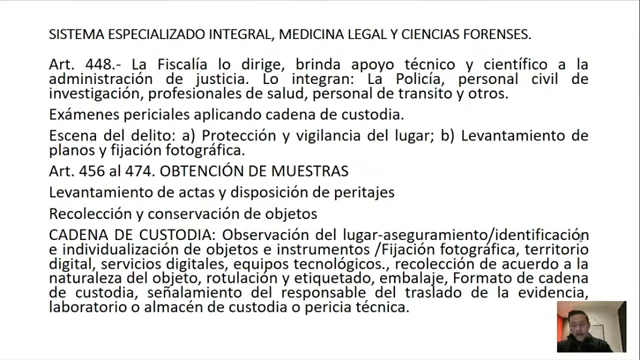 SISTEMA ESPECIALIZADO INTEGRAL, MEDICINA LEGAL Y CIENCIAS FORENSES.
Art. 448.- La Fiscalía lo dirige, brinda apoyo técnico y científico a la
administración de justicia. Lo integran: La Policía, personal civil de
investigación, profesionales de salud, personal de transito y otros.
Exámenes periciales aplicando cadena de custodia.
Escena del delito: a) Protección y vigilancia del lugar; b) Levantamiento de
planos y fijación fotográfica.
Art. 456 al 474. OBTENCIÓN DE MUESTRAS
Levantamiento de actas y disposición de peritajes
Recolección y conservación de objetos
CADENA DE CUSTODIA: Observación del lugar-aseguramiento/identificación
e individualización de objetos e instrumentos /Fijación fotográfica, territorio
digital, servicios digitales, equipos tecnológicos., recolección de acuerdo a la
naturaleza del objeto, rotulación y etiquetado, embalaje, Formato de cadena
de custodia, señalamiento del responsable del traslado de la evidencia,
laboratorio o almacén de custodia o pericia técnica.